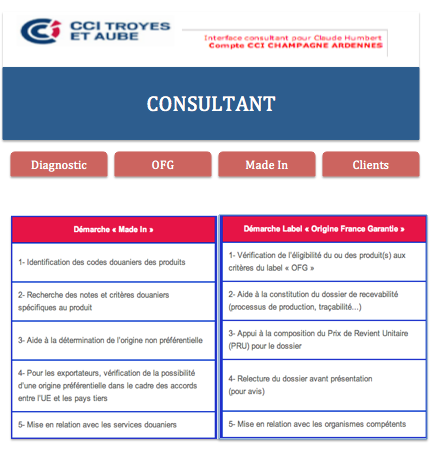 CCI TROYES
ET AUBE
Interface consultant pour Claude Humbert
Compte CCI CHAMPAGNE ARDENNES
CONSULTANT
Diagnostic
OFG
Made In
Clients
Démarche « Made In »
1- Identification des codes douaniers des produits
2- Recherche des notes et critères douaniers
spécifiques au produit
3- Aide à la détermination de l'origine non préférentielle
4- Pour les exportateurs, vérification de la possibilité
d'une origine préférentielle dans le cadre des accords
entre l'UE et les pays tiers
5- Mise en relation avec les services douaniers
Démarche Label « Origine France Garantie »
1- Vérification de l'éligibilité du ou des produit(s) aux
critères du label « OFG »
2- Aide à la constitution du dossier de recevabilité
(processus de production, traçabilité...)
3- Appui à la composition du Prix de Revient Unitaire
(PRU) pour le dossier
4- Relecture du dossier avant présentation
(pour avis)
5- Mise en relation avec les organismes compétents